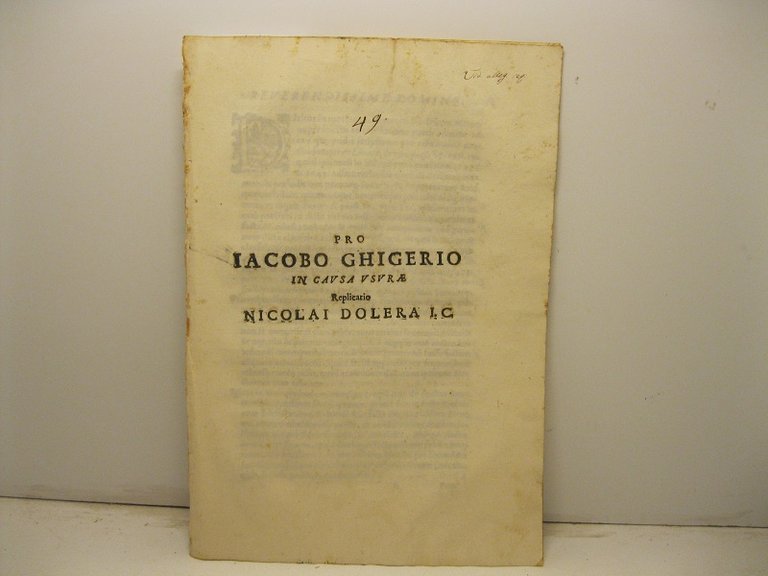 49.
PRO
IACOBO GHIGERIO
IN CAVSA VSVRÆ
Replicatio
NICOLAI DOLERA I.C